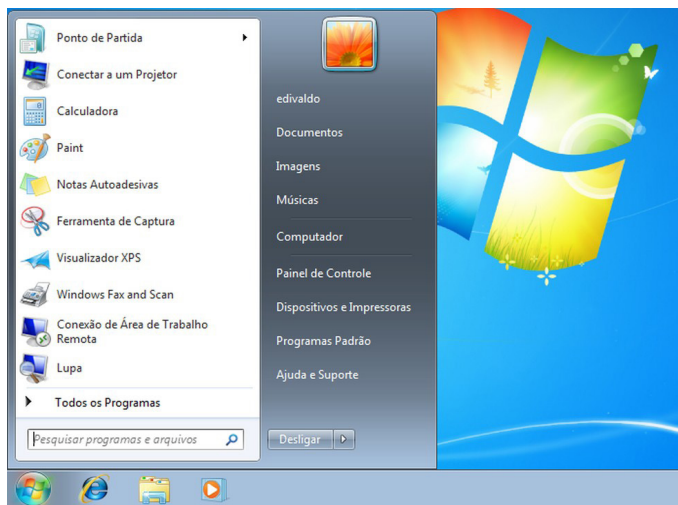 Ponto de Partida
Conectar a um Projetor
Calculadora
Paint
Notas Autoadesivas
Ferramenta de Captura
Visualizador XPS
Windows Fax and Scan
Conexão de Área de Trabalho
Remota
Lupa
Todos os Programas
Pesquisar programas e arquivos
edivaldo
Documentos
Imagens
Músicas
Computador
Painel de Controle
Dispositivos e Impressoras
Programas Padrão
Ajuda e Suporte
Desligar